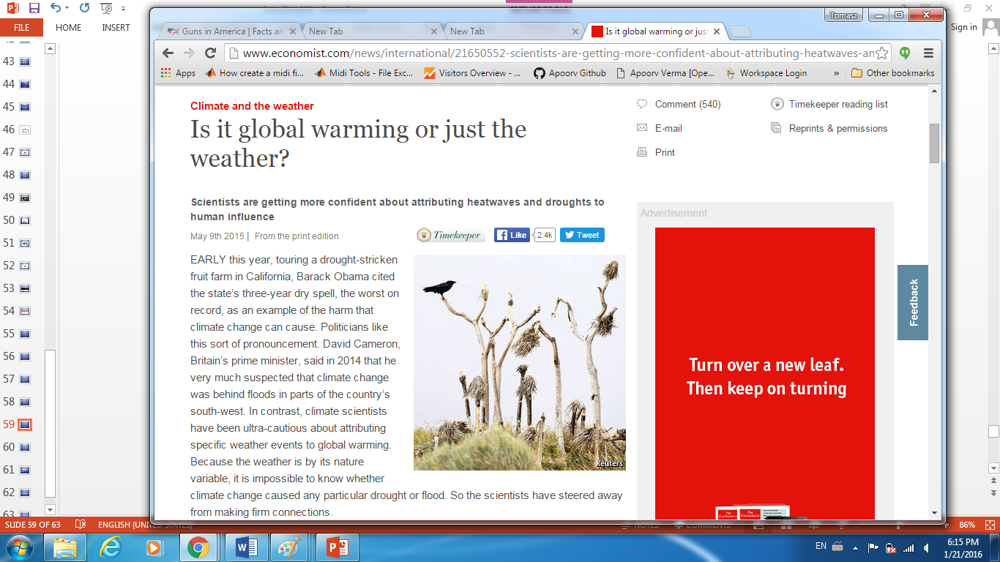 FILE
HOME
INSERT
Sign in
Tomasz
Guns in America | Facts an
New Tab
New Tab
Is it global warming or jus
www.economist.com/news/international/21650552-scientists-are-getting-more-confident-about-attributing-heatwaves-an
Apps
How create a midi fi...
Midi Tools - File Exc...
Visitors Overview - ...
Apoorv Github
Apoorv Verma [Ope...
Workspace Login
»
Other bookmarks
43
44
45
46
47
48
49
50
51
52
53
54
55
56
57
58
59
60
61
62
63
Climate and the weather
Is it global warming or just the
weather?
Scientists are getting more confident about attributing heatwaves and droughts to
human influence
May 9th 2015 | From the print edition
Timekeeper
Like
2.4k
Tweet
EARLY this year, touring a drought-stricken
fruit farm in California, Barack Obama cited
the state's three-year dry spell, the worst on
record, as an example of the harm that
climate change can cause. Politicians like
this sort of pronouncement. David Cameron,
Britain's prime minister, said in 2014 that he
very much suspected that climate change
was behind floods in parts of the country's
south-west. In contrast, climate scientists
have been ultra-cautious about attributing
specific weather events to global warming.
Because the weather is by its nature
variable, it is impossible to know whether
climate change caused any particular drought or flood. So the scientists have steered away
from making firm connections.
Reuters
Comment (540)
Timekeeper reading list
E-mail
Reprints & permissions
Print
Advertisement
Turn over a new leaf.
Then keep on turning
The Economist
The Economist
Feedback
SLIDE 59 OF 63
ENGLISH (UNITED STATES)
NOTES
COMMENTS
86%
EN
6:15 PM
1/21/2016